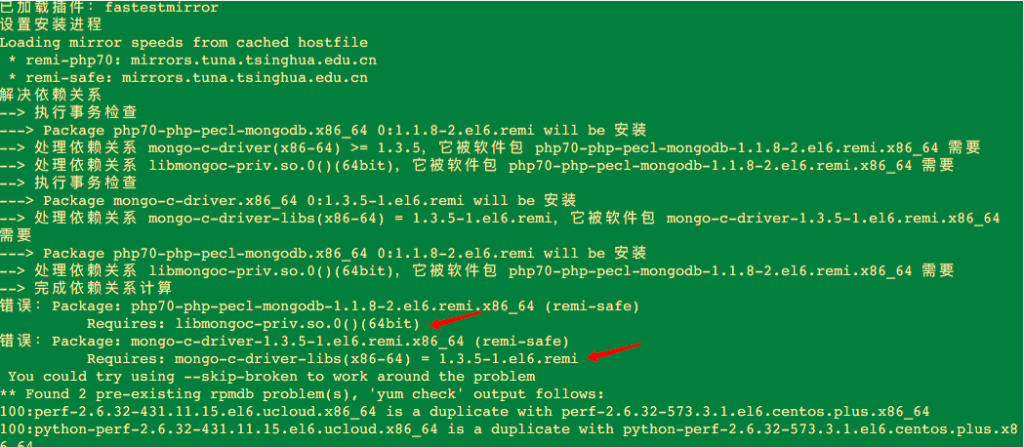 已加载插件：fastestmirror
设置安装进程
Loading mirror speeds from cached hostfile
 * remi-php70: mirrors.tuna.tsinghua.edu.cn
 * remi-safe: mirrors.tuna.tsinghua.edu.cn
解决依赖关系
--> 执行事务检查
---> Package php70-php-pecl-mongodb.x86_64 0:1.1.8-2.el6.remi will be 安装
--> 处理依赖关系 mongo-c-driver(x86-64) >= 1.3.5，它被软件包 php70-php-pecl-mongodb-1.1.8-2.el6.remi.x86_64 需要
--> 处理依赖关系 libmongoc-priv.so.0()(64bit)，它被软件包 php70-php-pecl-mongodb-1.1.8-2.el6.remi.x86_64 需要
--> 执行事务检查
---> Package mongo-c-driver.x86_64 0:1.3.5-1.el6.remi will be 安装
--> 处理依赖关系 mongo-c-driver-libs(x86-64) = 1.3.5-1.el6.remi，它被软件包 mongo-c-driver-1.3.5-1.el6.remi.x86_64
需要
---> Package php70-php-pecl-mongodb.x86_64 0:1.1.8-2.el6.remi will be 安装
--> 处理依赖关系 libmongoc-priv.so.0()(64bit)，它被软件包 php70-php-pecl-mongodb-1.1.8-2.el6.remi.x86_64 需要
--> 完成依赖关系计算
错误：Package: php70-php-pecl-mongodb-1.1.8-2.el6.remi.x86_64 (remi-safe)
Requires: libmongoc-priv.so.0()(64bit)
错误：Package: mongo-c-driver-1.3.5-1.el6.remi.x86_64 (remi-safe)
Requires: mongo-c-driver-libs(x86-64) = 1.3.5-1.el6.remi
You could try using --skip-broken to work around the problem
** Found 2 pre-existing rpmdb problem(s), 'yum check' output follows:
100:perf-2.6.32-431.11.15.el6.ucloud.x86_64 is a duplicate with perf-2.6.32-573.3.1.el6.centos.plus.x86_64
100:python-perf-2.6.32-431.11.15.el6.ucloud.x86_64 is a duplicate with python-perf-2.6.32-573.3.1.el6.centos.plus.x8
6_64